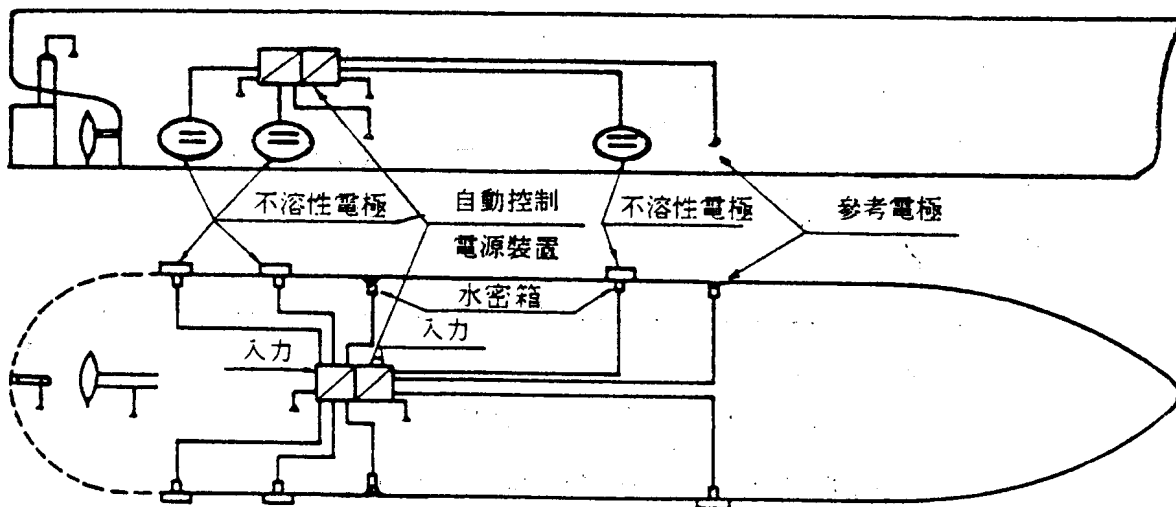 不溶性電極
自動控制
電源裝置
不溶性電極
參考電極
水密箱
入力
入力